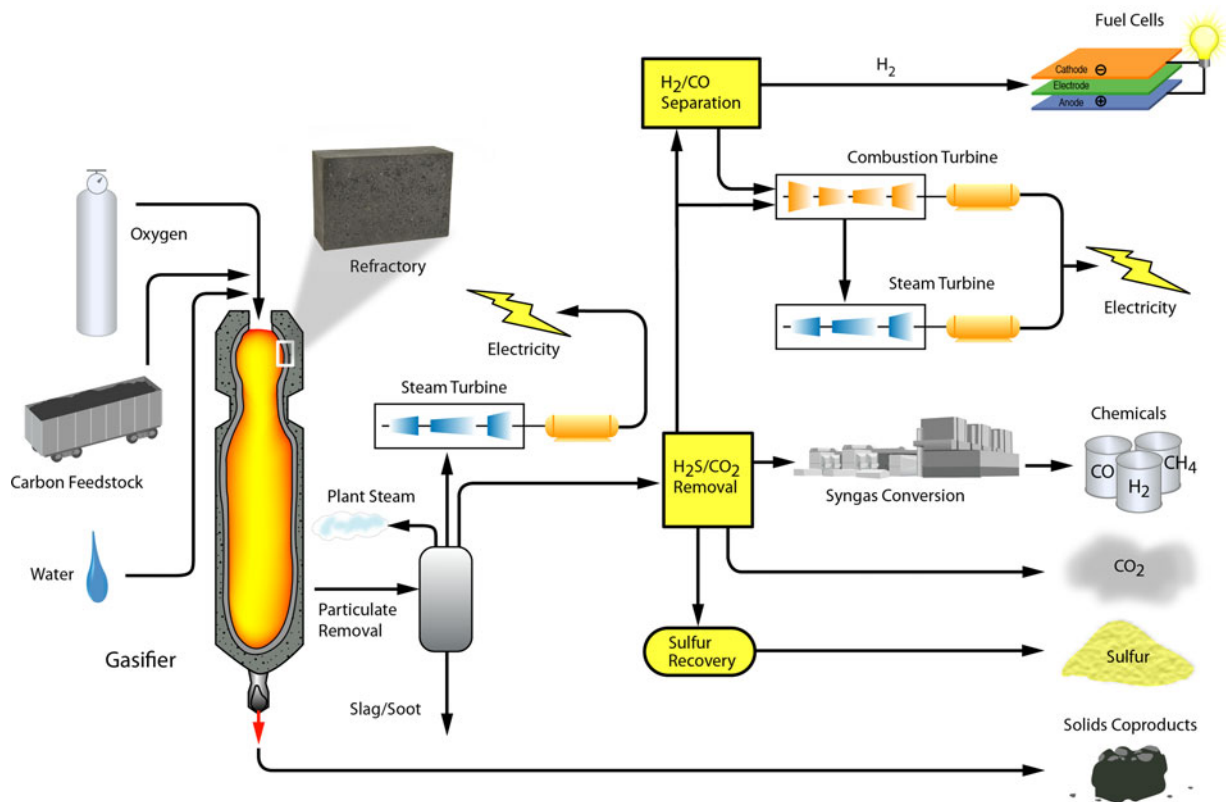 Fuel Cells
Cathode ⊖
Electrode
Anode ⊕
H₂
H₂/CO
Separation
Combustion Turbine
Oxygen
Refractory
Steam Turbine
Electricity
Electricity
Steam Turbine
Carbon Feedstock
Chemicals
CO
CH₄
H₂
H₂S/CO₂
Removal
Syngas Conversion
Plant Steam
Water
CO₂
Particulate
Removal
Gasifier
Sulfur
Recovery
Sulfur
Slag/Soot
Solids Coproducts